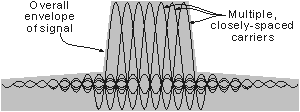 Overall
envelope
of signal
Multiple,
closely-spaced
carriers